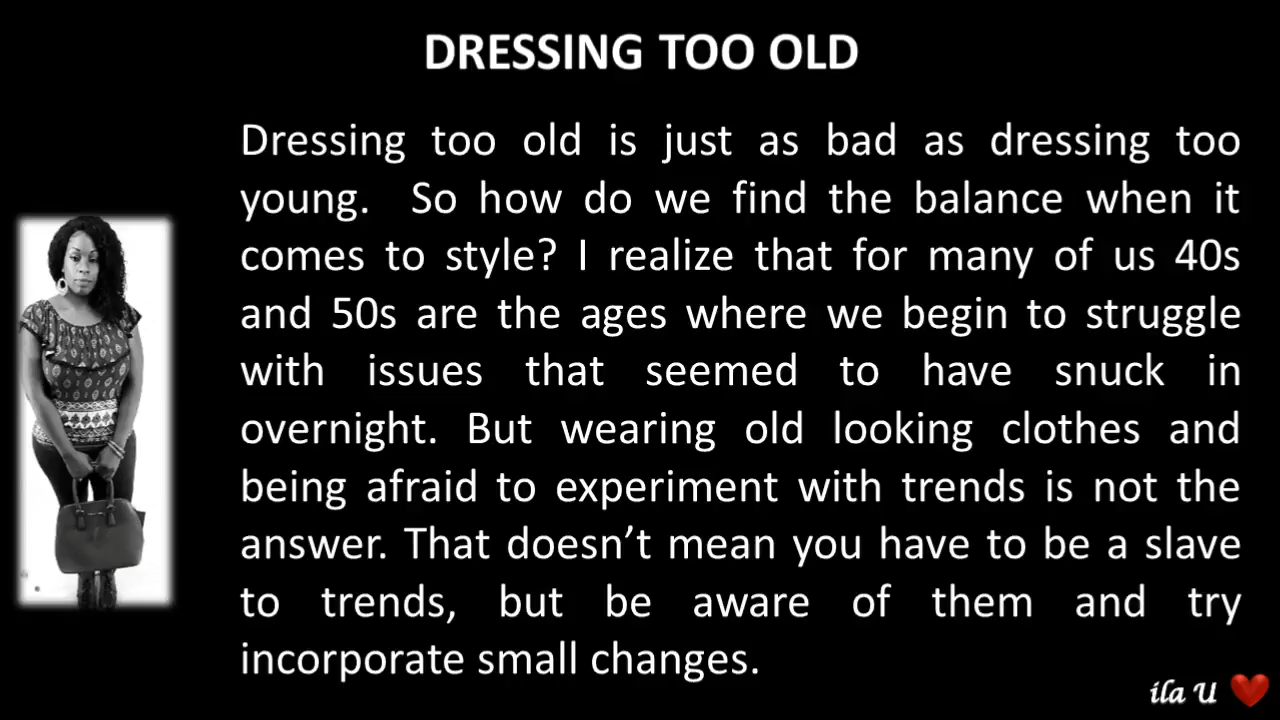 DRESSING TOO OLD
Dressing too old is just as bad as dressing too
young. So how do we find the balance when it
comes to style? I realize that for many of us 40s
and 50s are the ages where we begin to struggle
with issues that seemed to have snuck in
overnight. But wearing old looking clothes and
being afraid to experiment with trends is not the
answer. That doesn’t mean you have to be a slave
to trends, but be aware of them and try
incorporate small changes.
ila U